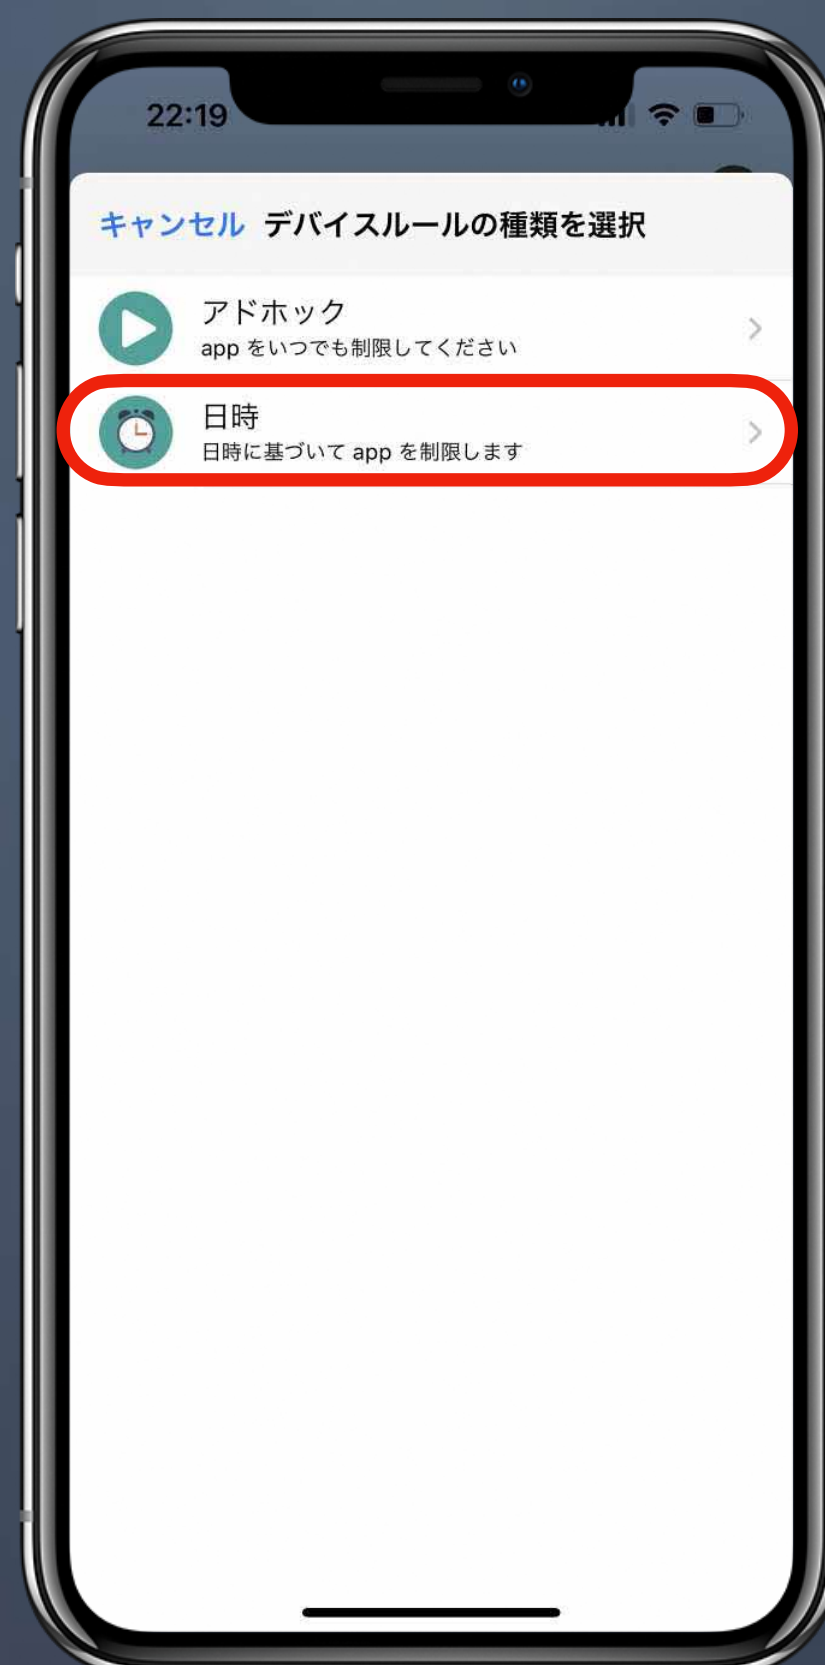 22:19
キャンセル デバイスルールの種類を選択
アドホック
app をいつでも制限してください
日時
日時に基づいて app を制限します